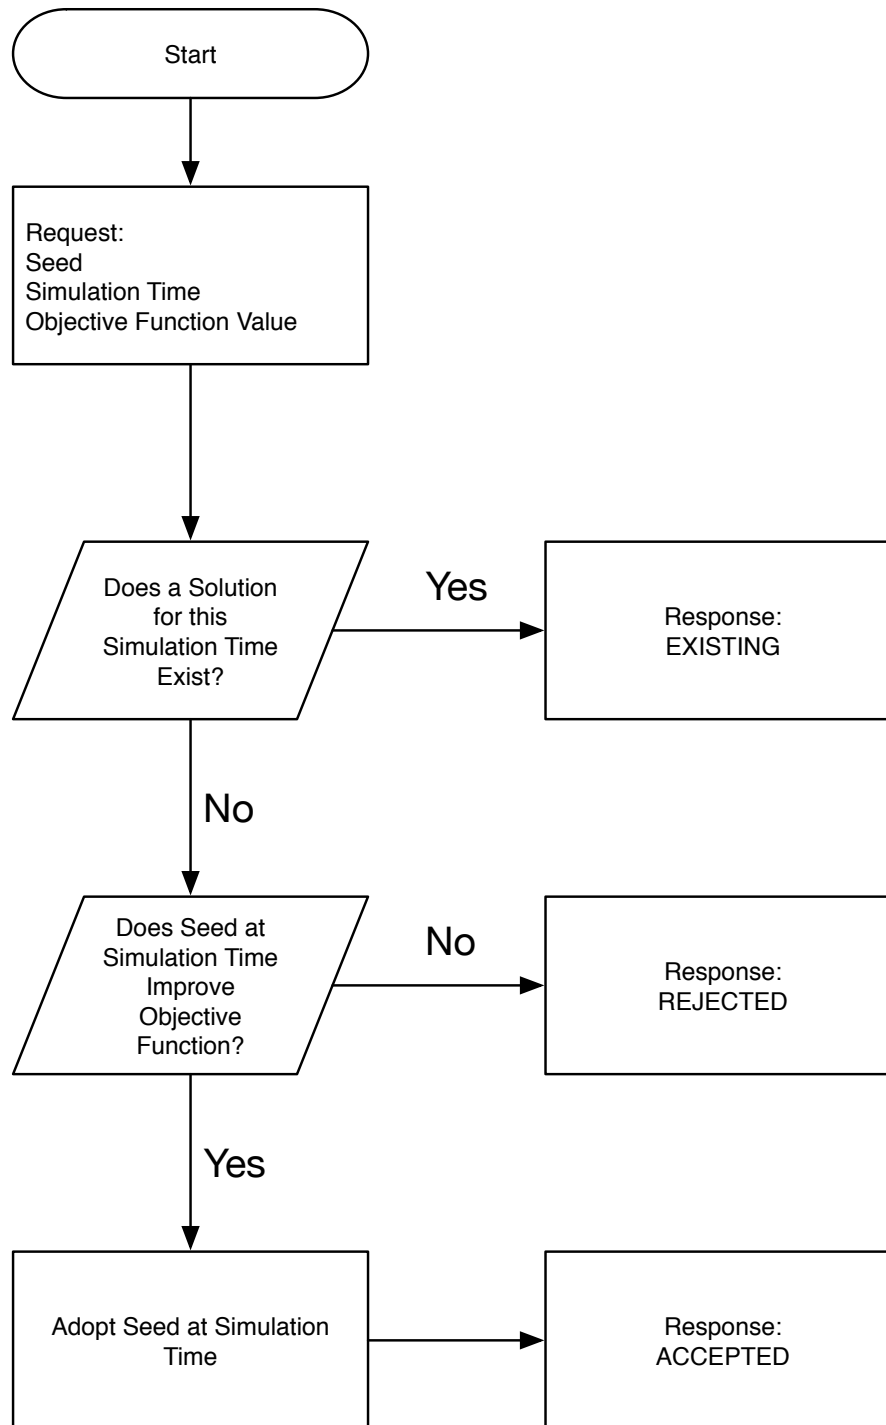 Start
Request:
Seed
Simulation Time
Objective Function Value
Does a Solution
for this
Simulation Time
Exist?
Yes
Response:
EXISTING
No
Does Seed at
Simulation Time
Improve
Objective
Function?
No
Response:
REJECTED
Yes
Adopt Seed at Simulation
Time
Response:
ACCEPTED